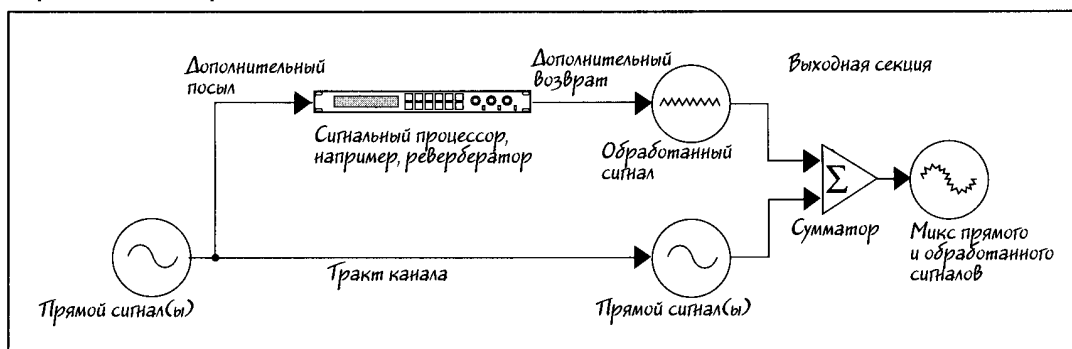 Дополнительный
посыл
Дополнительный
возврат
Выходная секция
Сигнальный процессор,
например, ревербератор
Обработанный
сигнал
Σ
Сумматор
Микс прямого
и обработанного
сигналов
Тракт канала
Прямой сигнал(ы)
Прямой сигнал(ы)